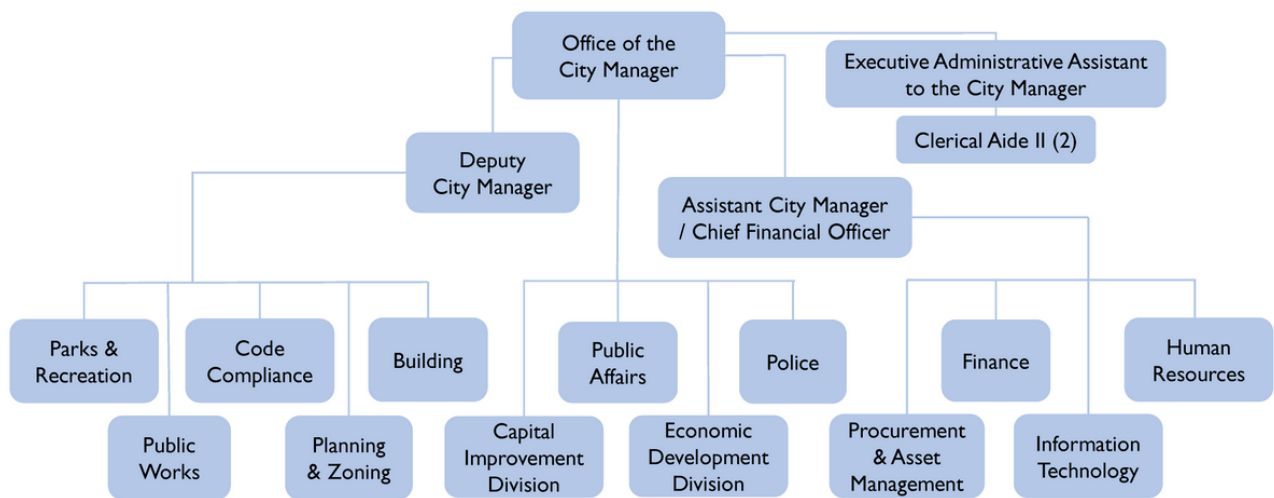 Office of the
City Manager
Executive Administrative Assistant
to the City Manager
Clerical Aide II (2)
Deputy
City Manager
Assistant City Manager
/ Chief Financial Officer
Parks &
Recreation
Code
Compliance
Building
Public
Affairs
Police
Finance
Human
Resources
Public
Works
Planning
& Zoning
Capital
Improvement
Division
Economic
Development
Division
Procurement
& Asset
Management
Information
Technology